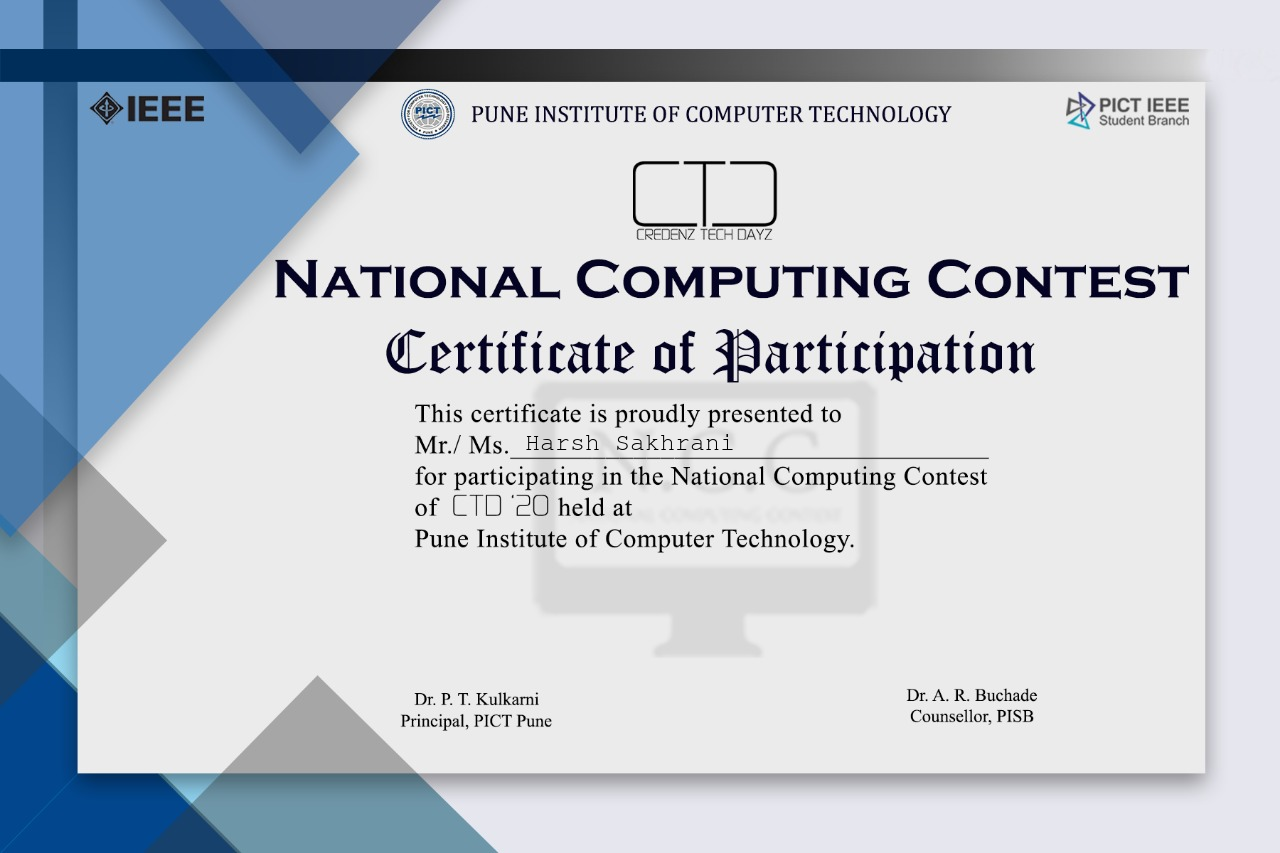 IEEE
PICT
PUNE INSTITUTE OF COMPUTER TECHNOLOGY
PICT IEEE
Student Branch
CTD
CREDENZ TECH DAYZ
NATIONAL COMPUTING CONTEST
Certificate of Participation
This certificate is proudly presented to
Mr./ Ms. Harsh Sakhrani
for participating in the National Computing Contest
of CTD '20 held at
Pune Institute of Computer Technology.
N.C.C
NATIONAL COMPUTING CONTEST
Dr. P. T. Kulkarni
Principal, PICT Pune
Dr. A. R. Buchade
Counsellor, PISB